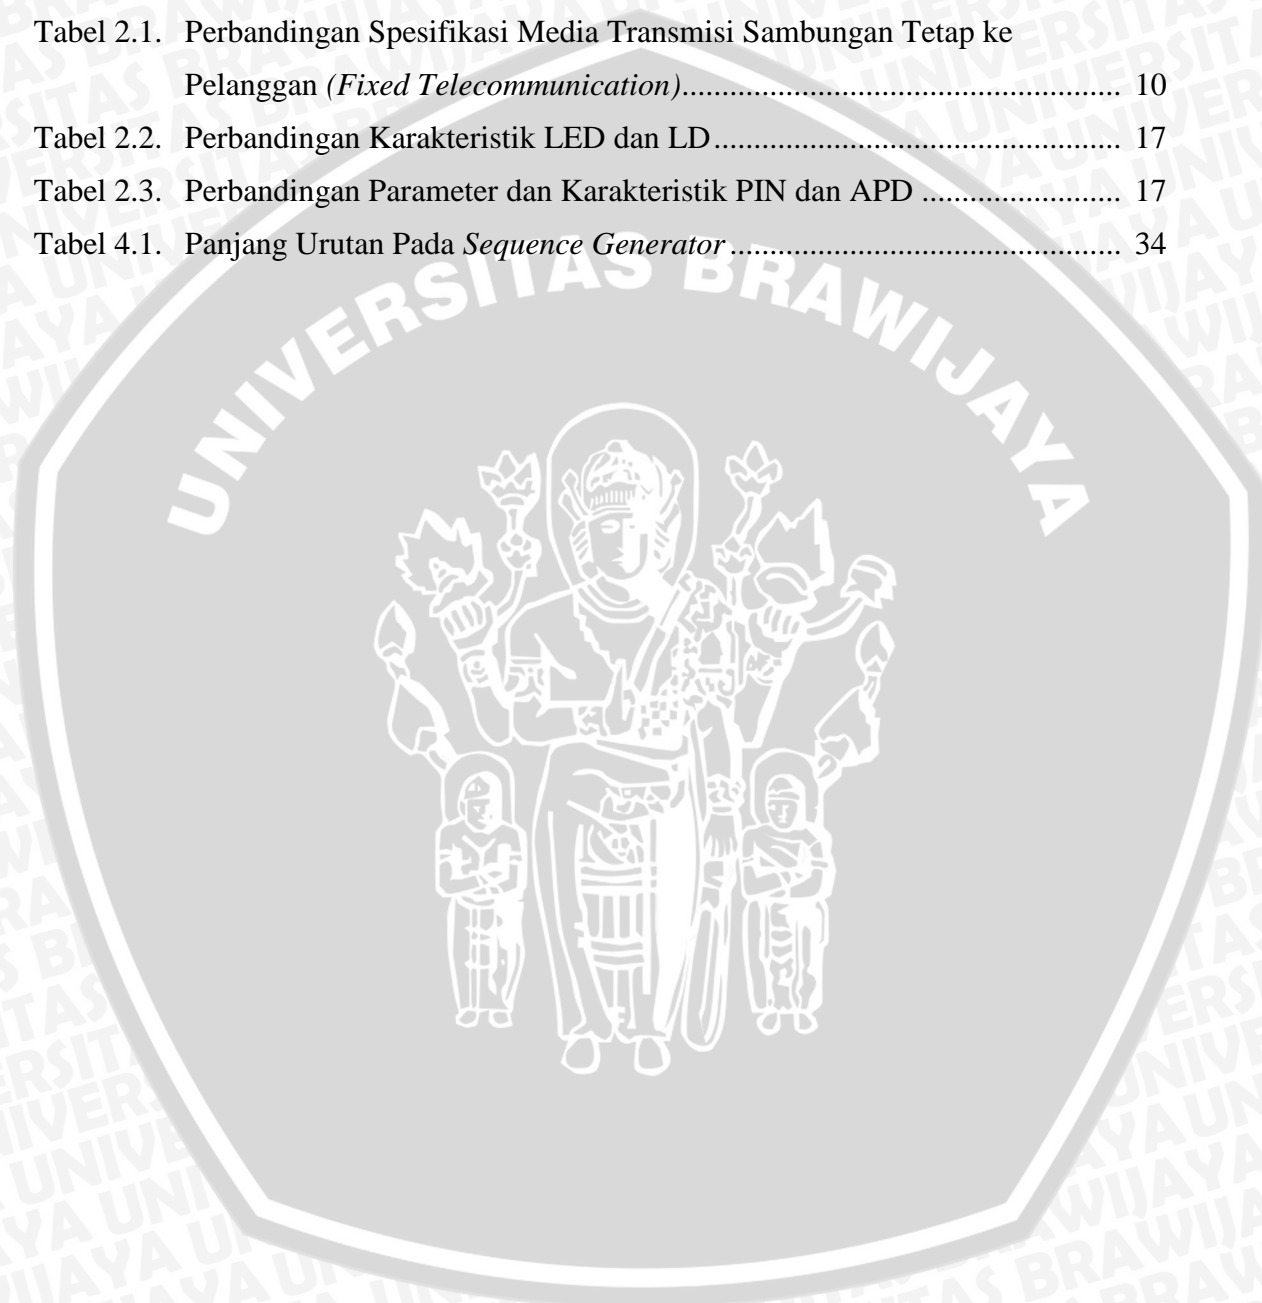 Tabel 2.1. Perbandingan Spesifikasi Media Transmisi Sambungan Tetap ke
Pelanggan (Fixed Telecommunication)....................................................... 10
Tabel 2.2. Perbandingan Karakteristik LED dan LD................................................... 17
Tabel 2.3. Perbandingan Parameter dan Karakteristik PIN dan APD ......................... 17
Tabel 4.1. Panjang Urutan Pada Sequence Generator................................................. 34
UNIVERSITAS BRAWIJAYA